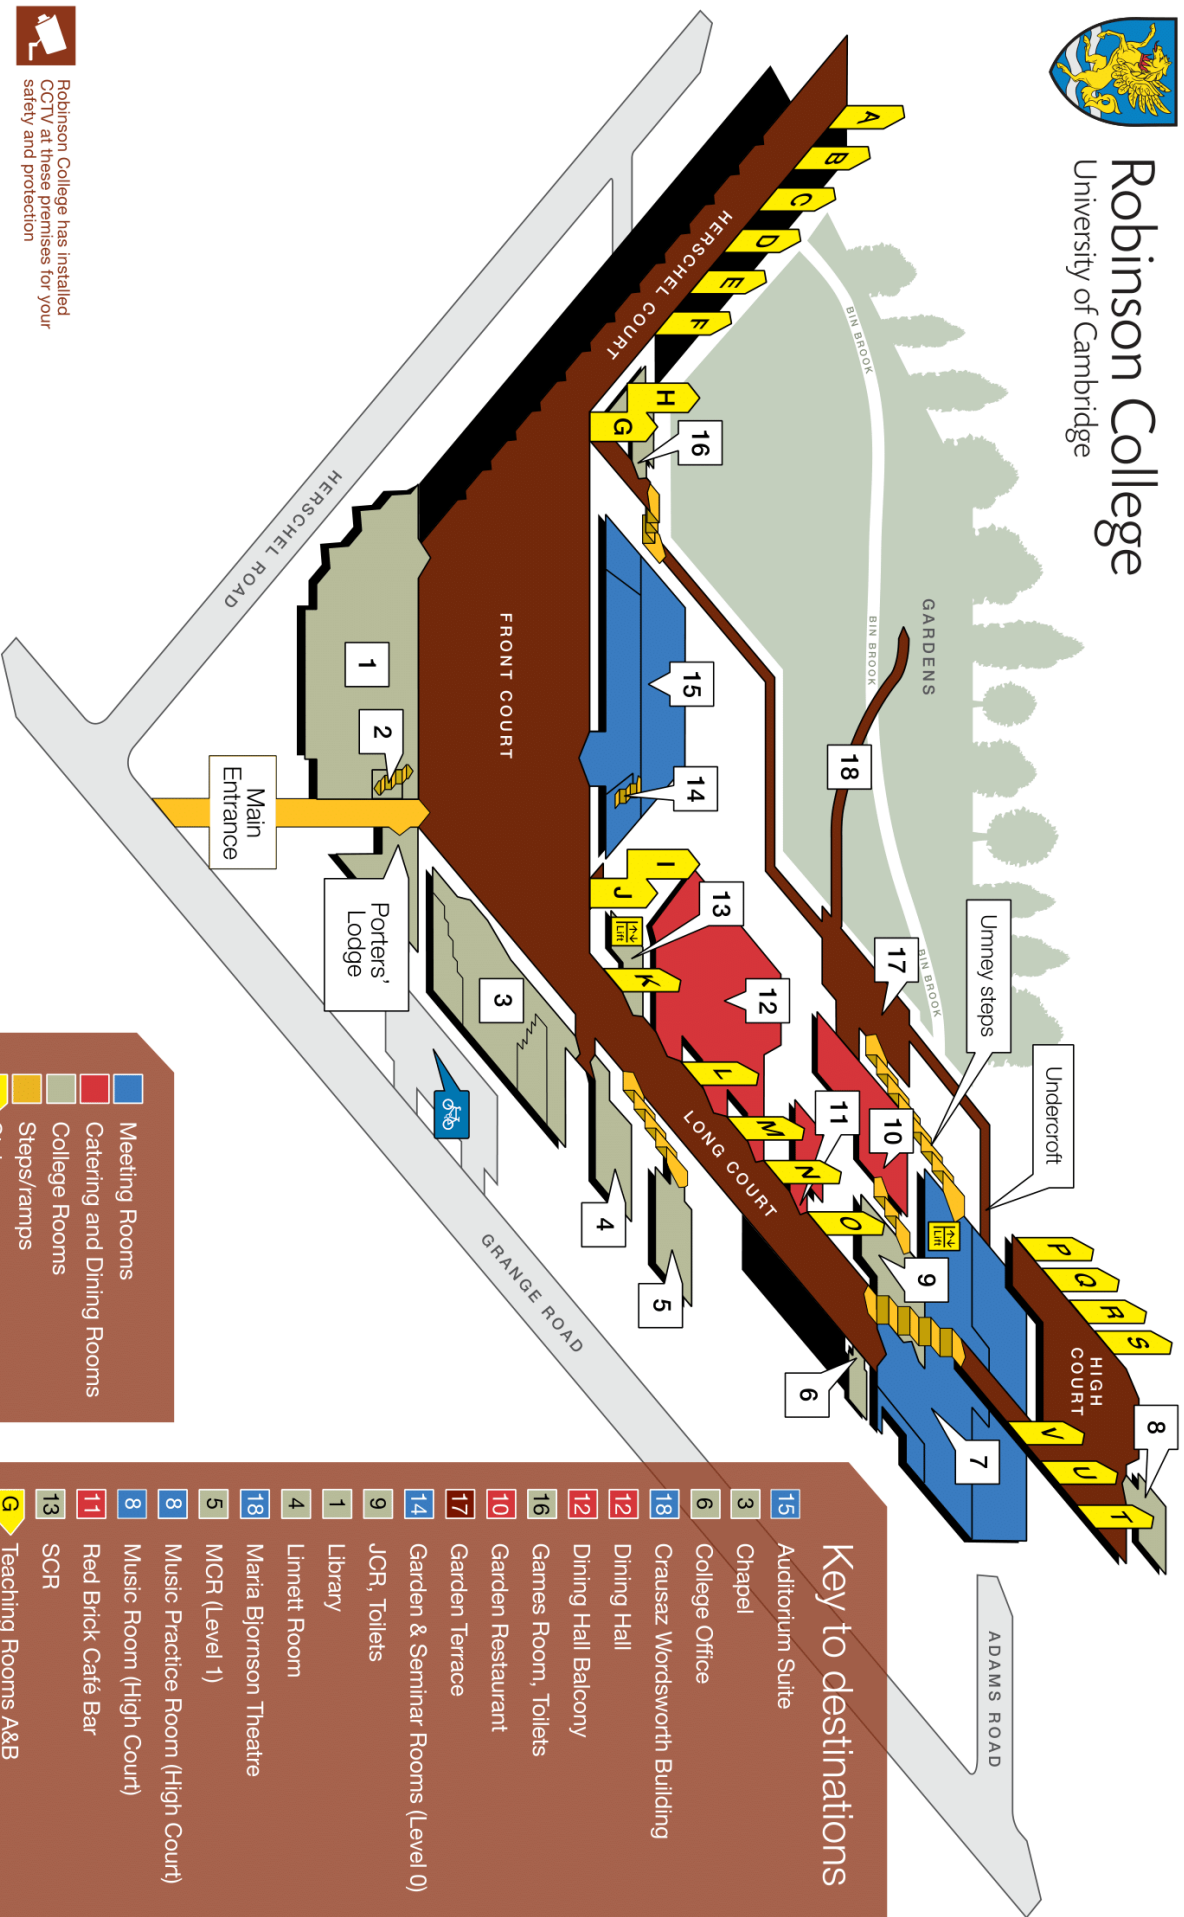 Robinson College
University of Cambridge
A
B
C
D
E
F
HERSCHEL COURT
H
G
16
BIN BROOK
GARDENS
BIN BROOK
BIN BROOK
18
17
Umney steps
Undercroft
15
14
FRONT COURT
I
J
13
Lift
K
12
L
M
N
O
11
10
LONG COURT
9
Lift
P
Q
R
S
HIGH
COURT
V
U
T
8
7
6
5
4
3
1
2
Main
Entrance
Porters'
Lodge
HERSCHEL ROAD
GRANGE ROAD
ADAMS ROAD
Robinson College has installed
CCTV at these premises for your
safety and protection
Meeting Rooms
Catering and Dining Rooms
College Rooms
Steps/ramps
Key to destinations
15 Auditorium Suite
3 Chapel
6 College Office
18 Crausaz Wordsworth Building
12 Dining Hall
12 Dining Hall Balcony
16 Games Room, Toilets
10 Garden Restaurant
17 Garden Terrace
14 Garden & Seminar Rooms (Level 0)
9 JCR, Toilets
1 Library
4 Linnett Room
18 Maria Bjornson Theatre
5 MCR (Level 1)
8 Music Practice Room (High Court)
8 Music Room (High Court)
11 Red Brick Café Bar
13 SCR
G Teaching Rooms A&B